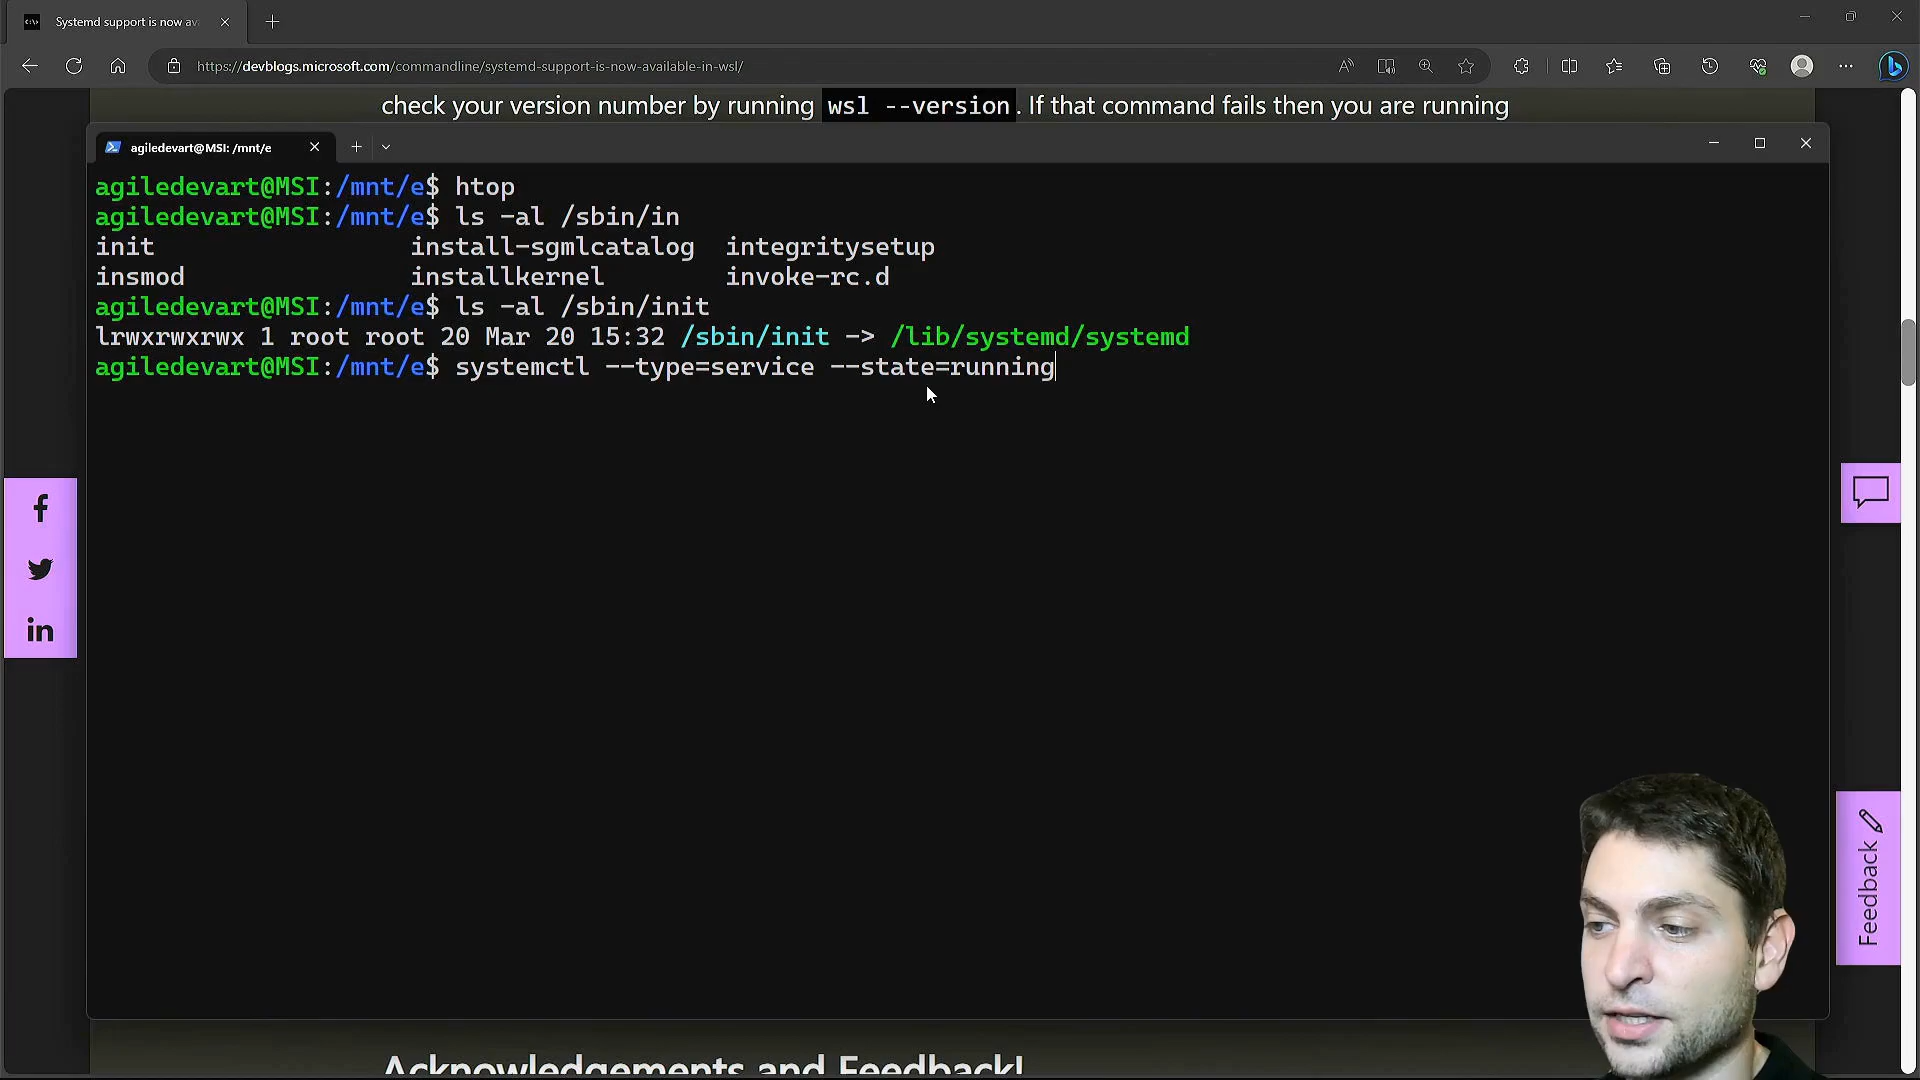 Systemd support is now av
https://devblogs.microsoft.com/commandline/systemd-support-is-now-available-in-wsl/
check your version number by running wsl --version. If that command fails then you are running
agiledevart@MSI: /mnt/e
agiledevart@MSI:/mnt/e$ htop
agiledevart@MSI:/mnt/e$ ls -al /sbin/in
init install-sgmlcatalog integritysetup
insmod installkernel invoke-rc.d
agiledevart@MSI:/mnt/e$ ls -al /sbin/init
lrwxrwxrwx 1 root root 20 Mar 20 15:32 /sbin/init -> /lib/systemd/systemd
agiledevart@MSI:/mnt/e$ systemctl --type=service --state=running
Feedback
Acknowledgements and Feedback!